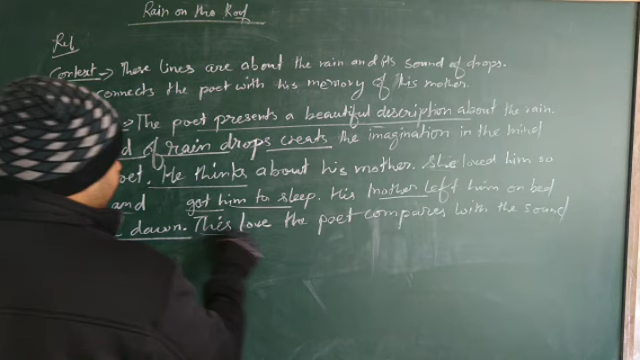 Rain on the Roof
Ref
Context → These lines are about the rain and its sound of drops.
connects the poet with his memory of his mother.
→ The poet presents a beautiful description about the rain.
d of rain drops creats the imagination in the mind
oet. He thinks about his mother. She loved him so
and got him to sleep. His mother left him on bed
dawn. This love the poet compares with the sound